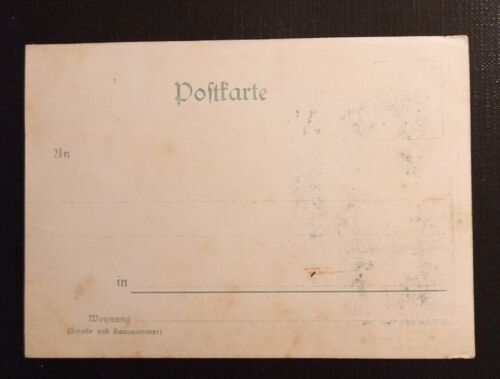 Postkarte
An
in
Wohnung
(Straße und Hausnummer)